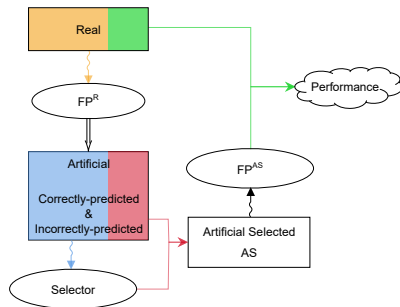 Real
FP^R
Performance
Artificial
Correctly-predicted
&
Incorrectly-predicted
FP^AS
Artificial Selected
AS
Selector